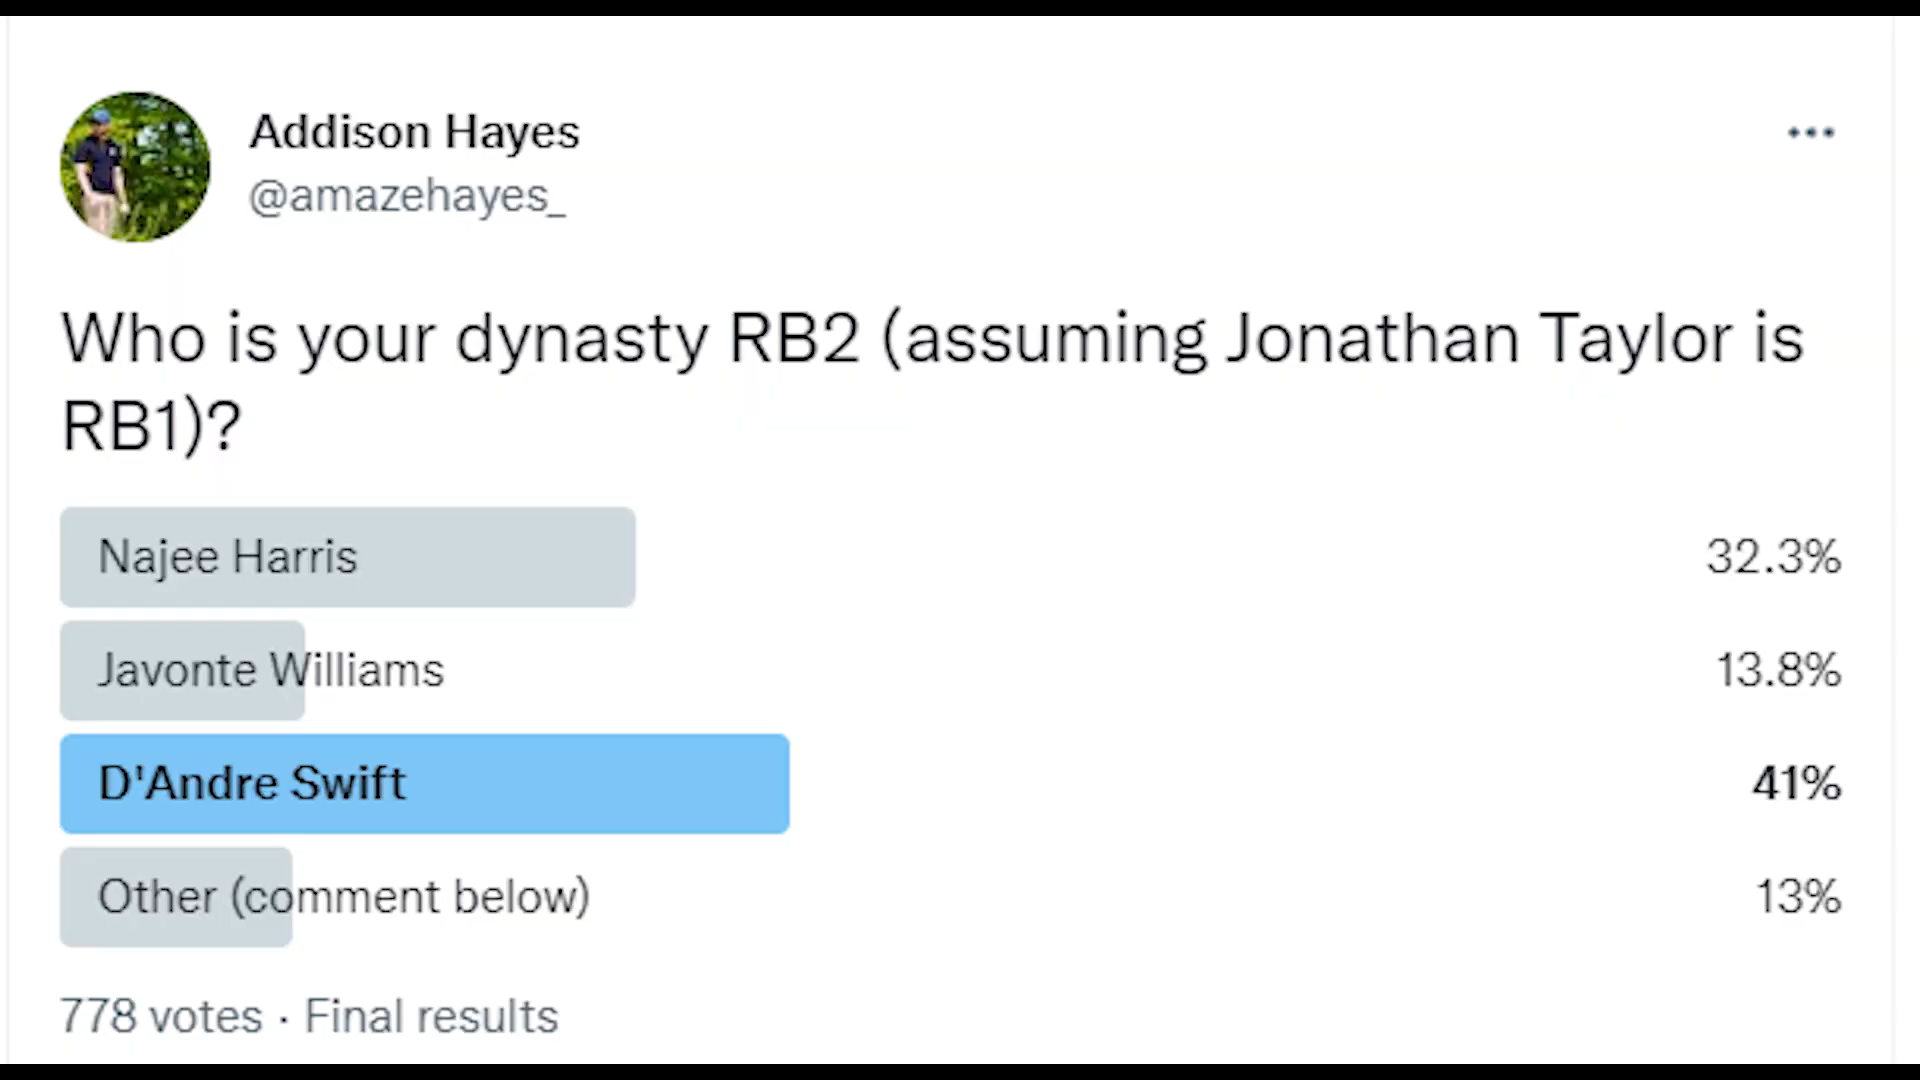 Addison Hayes
@amazehayes_
Who is your dynasty RB2 (assuming Jonathan Taylor is
RB1)?
Najee Harris 32.3%
Javonte Williams 13.8%
D'Andre Swift 41%
Other (comment below) 13%
778 votes · Final results